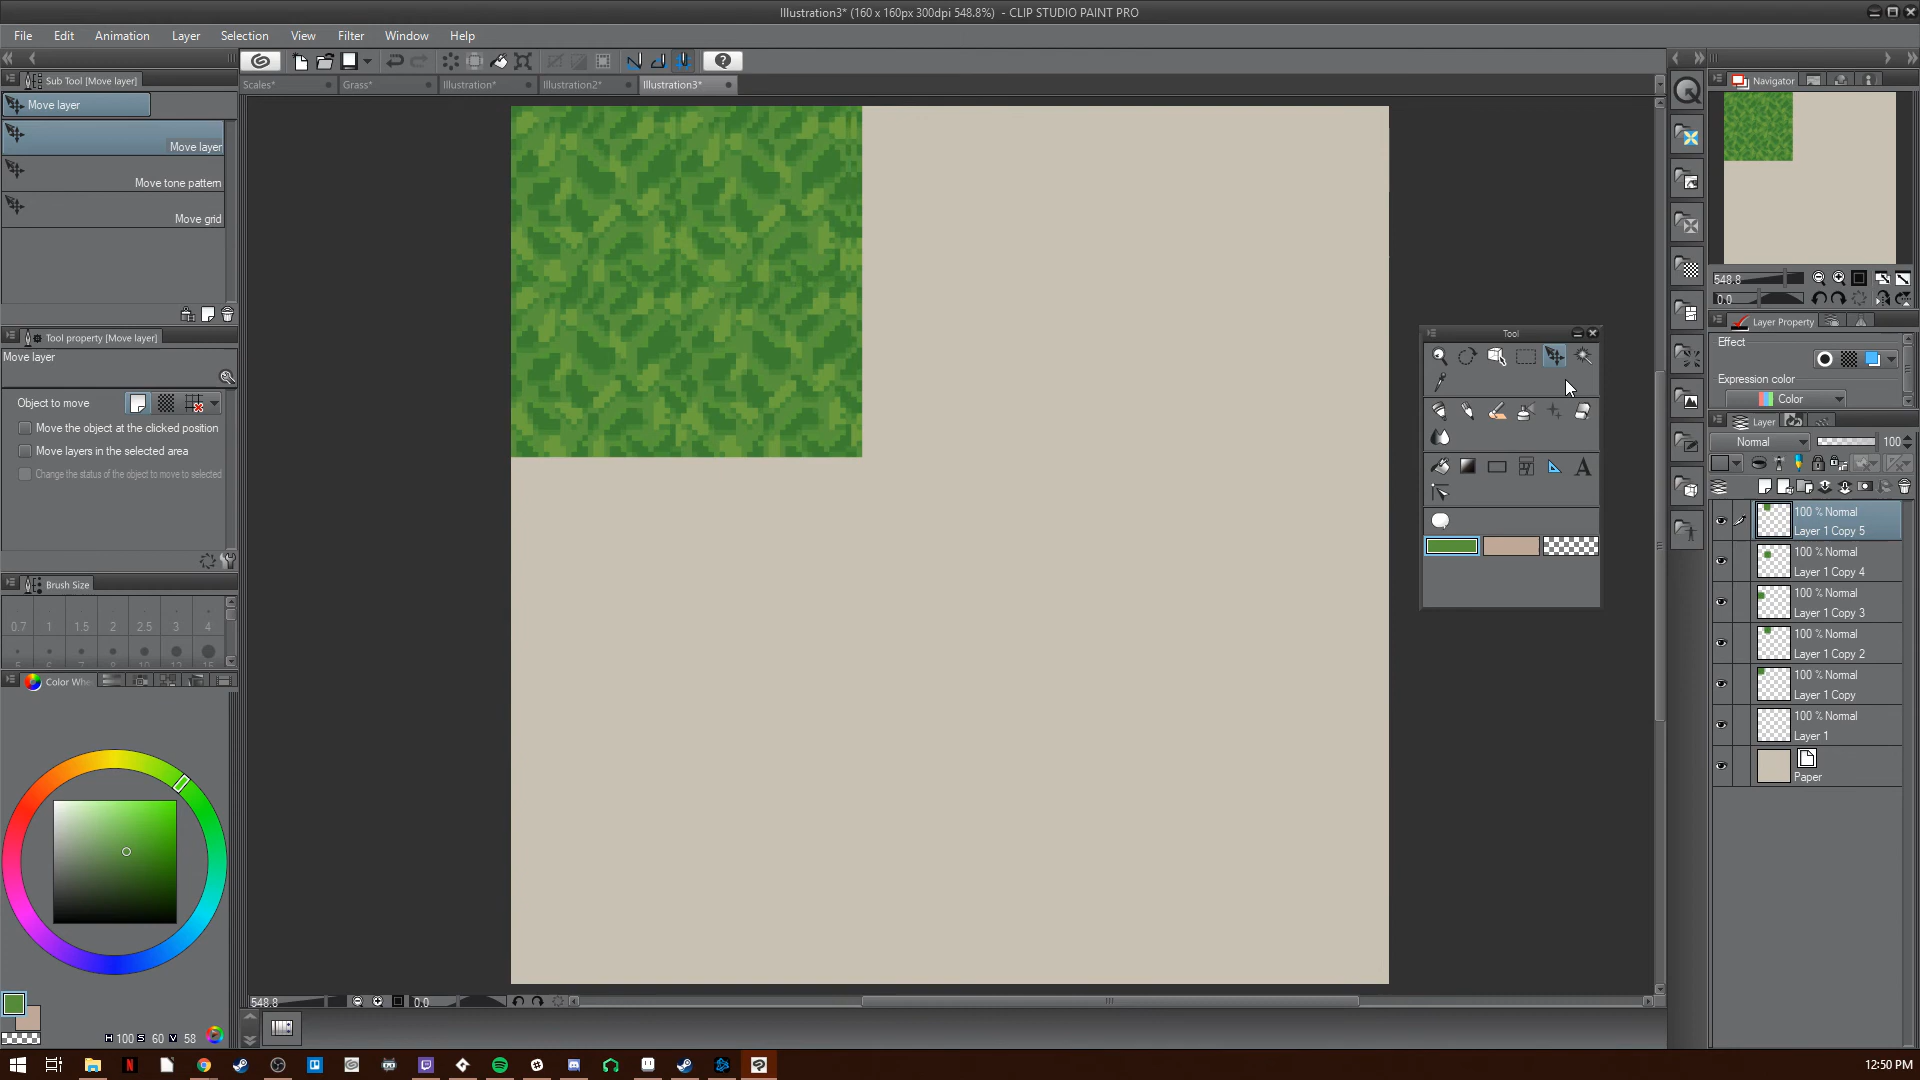 Illustration3* (160 x 160px 300dpi 548.8%) - CLIP STUDIO PAINT PRO
File Edit Animation Layer Selection View Filter Window Help
Sub Tool [Move layer]
Move layer
Move layer
Move tone pattern
Move grid
Scales* Grass* Illustration* Illustration2* Illustration3*
Tool property [Move layer]
Move layer
Object to move
Move the object at the clicked position
Move layers in the selected area
Change the status of the object to move to selected
Brush Size
0.7 1 1.5 2 2.5 3 4
5 7 8 10 12 15
Color Whe
H 100 S 60 V 58
548.8 0.0
Tool
A
Navigator
548.8
0.0
Layer Property
Effect
Expression color
Color
Layer
Normal 100
100 % Normal
Layer 1 Copy 5
100 % Normal
Layer 1 Copy 4
100 % Normal
Layer 1 Copy 3
100 % Normal
Layer 1 Copy 2
100 % Normal
Layer 1 Copy
100 % Normal
Layer 1
Paper
12:50 PM